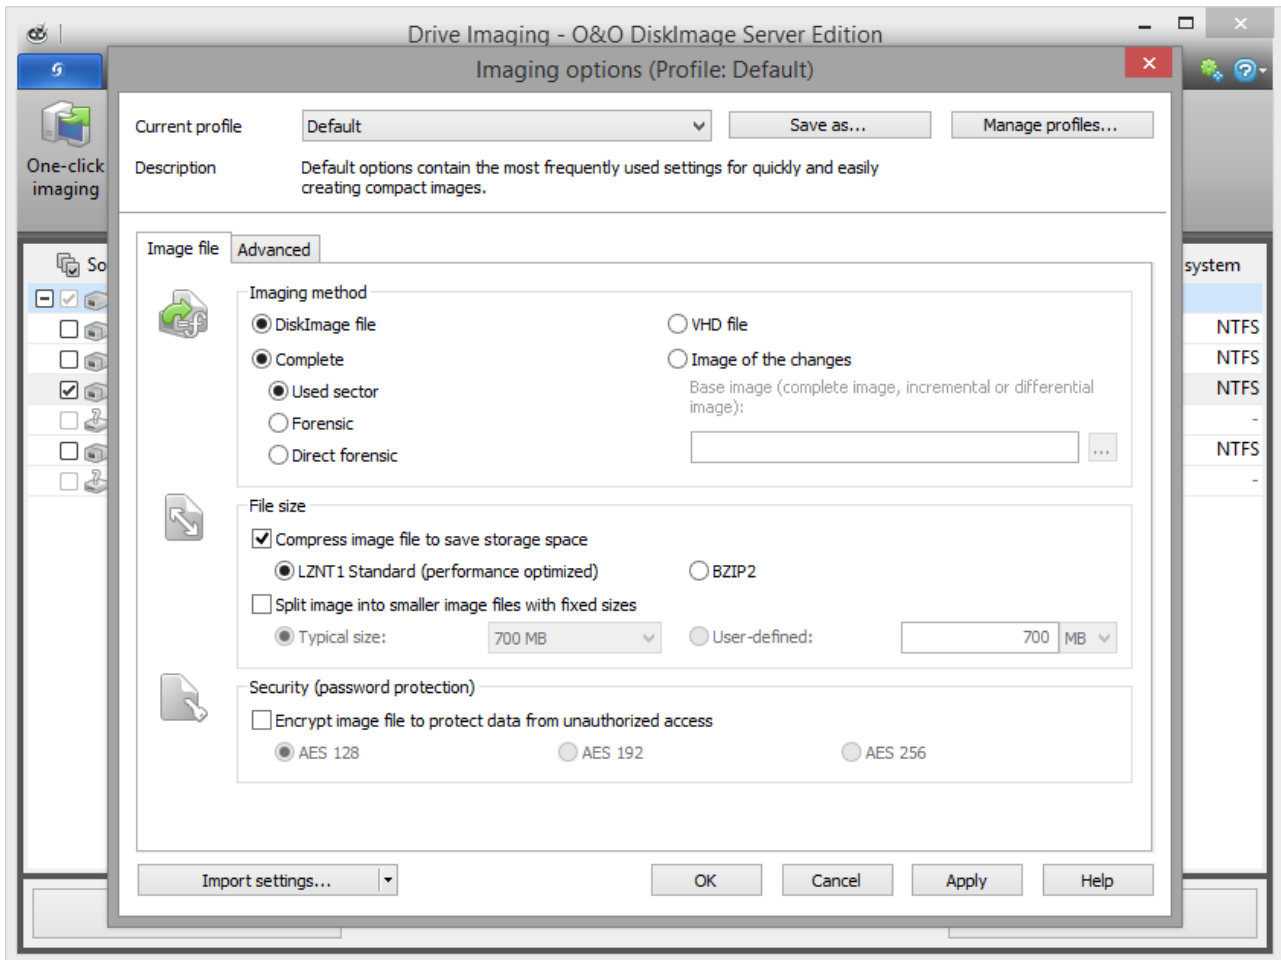 Drive Imaging - O&O DiskImage Server Edition
Imaging options (Profile: Default)
One-click
imaging
Current profile
Default
Save as...
Manage profiles...
Description
Default options contain the most frequently used settings for quickly and easily
creating compact images.
Image file
Advanced
So
system
NTFS
NTFS
NTFS
-
NTFS
-
Imaging method
DiskImage file
VHD file
Complete
Image of the changes
Used sector
Base image (complete image, incremental or differential
image):
Forensic
Direct forensic
...
File size
Compress image file to save storage space
LZNT1 Standard (performance optimized)
BZIP2
Split image into smaller image files with fixed sizes
Typical size:
700 MB
User-defined:
700
MB
Security (password protection)
Encrypt image file to protect data from unauthorized access
AES 128
AES 192
AES 256
Import settings...
OK
Cancel
Apply
Help